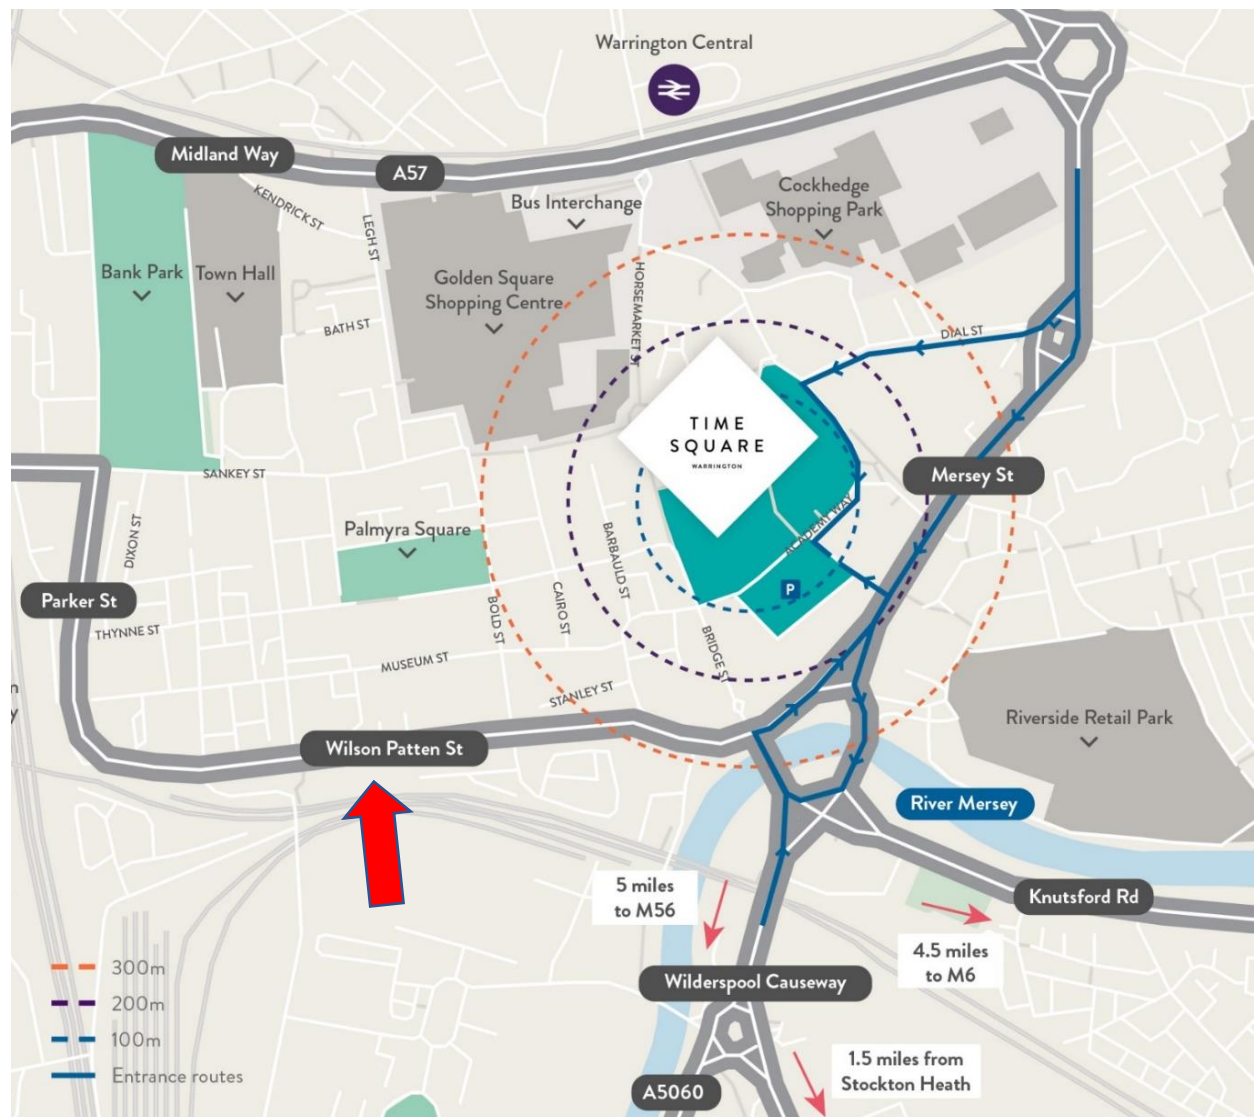 Warrington Central
Midland Way
A57
KENDRICK ST
LEGH ST
Bus Interchange
Cockhedge
Shopping Park
Bank Park
Town Hall
Golden Square
Shopping Centre
HORSEMARKET ST
BATH ST
DIAL ST
TIME
SQUARE
WARRINGTON
Mersey St
SANKEY ST
DIXON ST
Palmyra Square
BARBAULD ST
ACADEMY WAY
P
Parker St
THYNNE ST
BOLD ST
CAIRO ST
MUSEUM ST
BRIDGE ST
STANLEY ST
n
y
Wilson Patten St
Riverside Retail Park
River Mersey
5 miles
to M56
Knutsford Rd
4.5 miles
to M6
Wilderspool Causeway
300m
200m
100m
Entrance routes
1.5 miles from
Stockton Heath
A5060